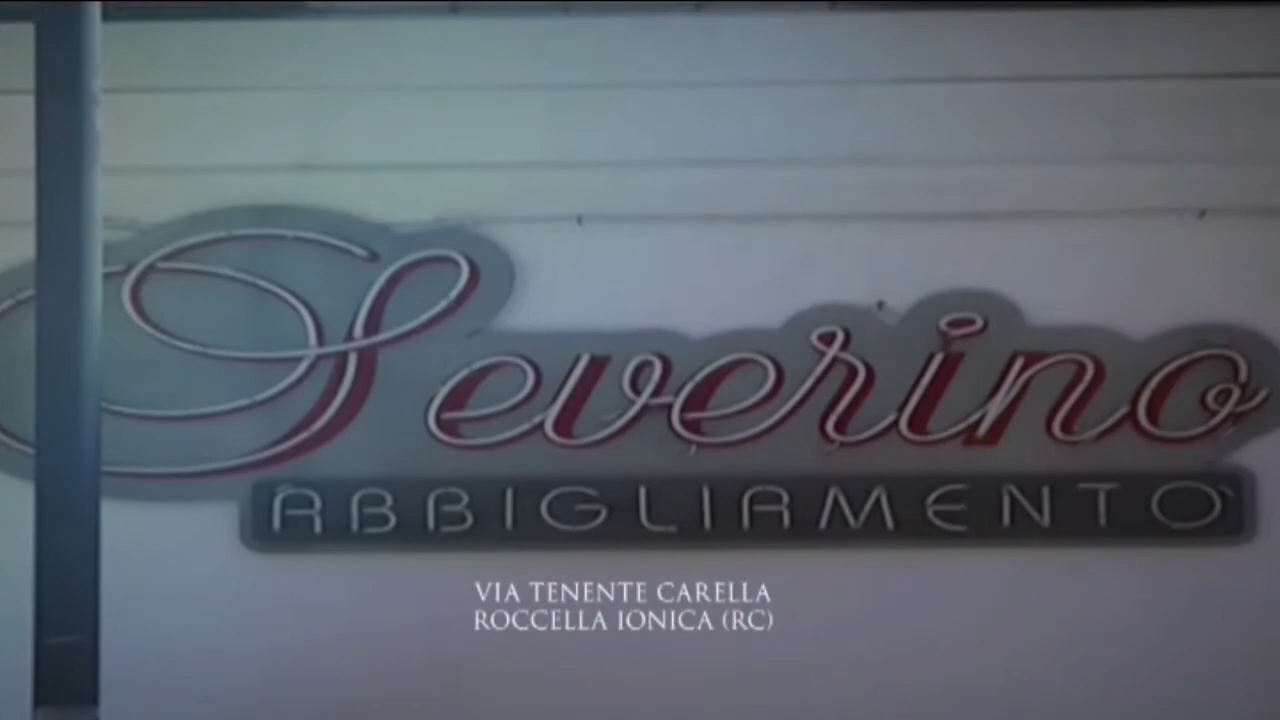 Severino
ABBIGLIAMENTO
VIA TENENTE CARELLA
ROCCELLA IONICA (RC)